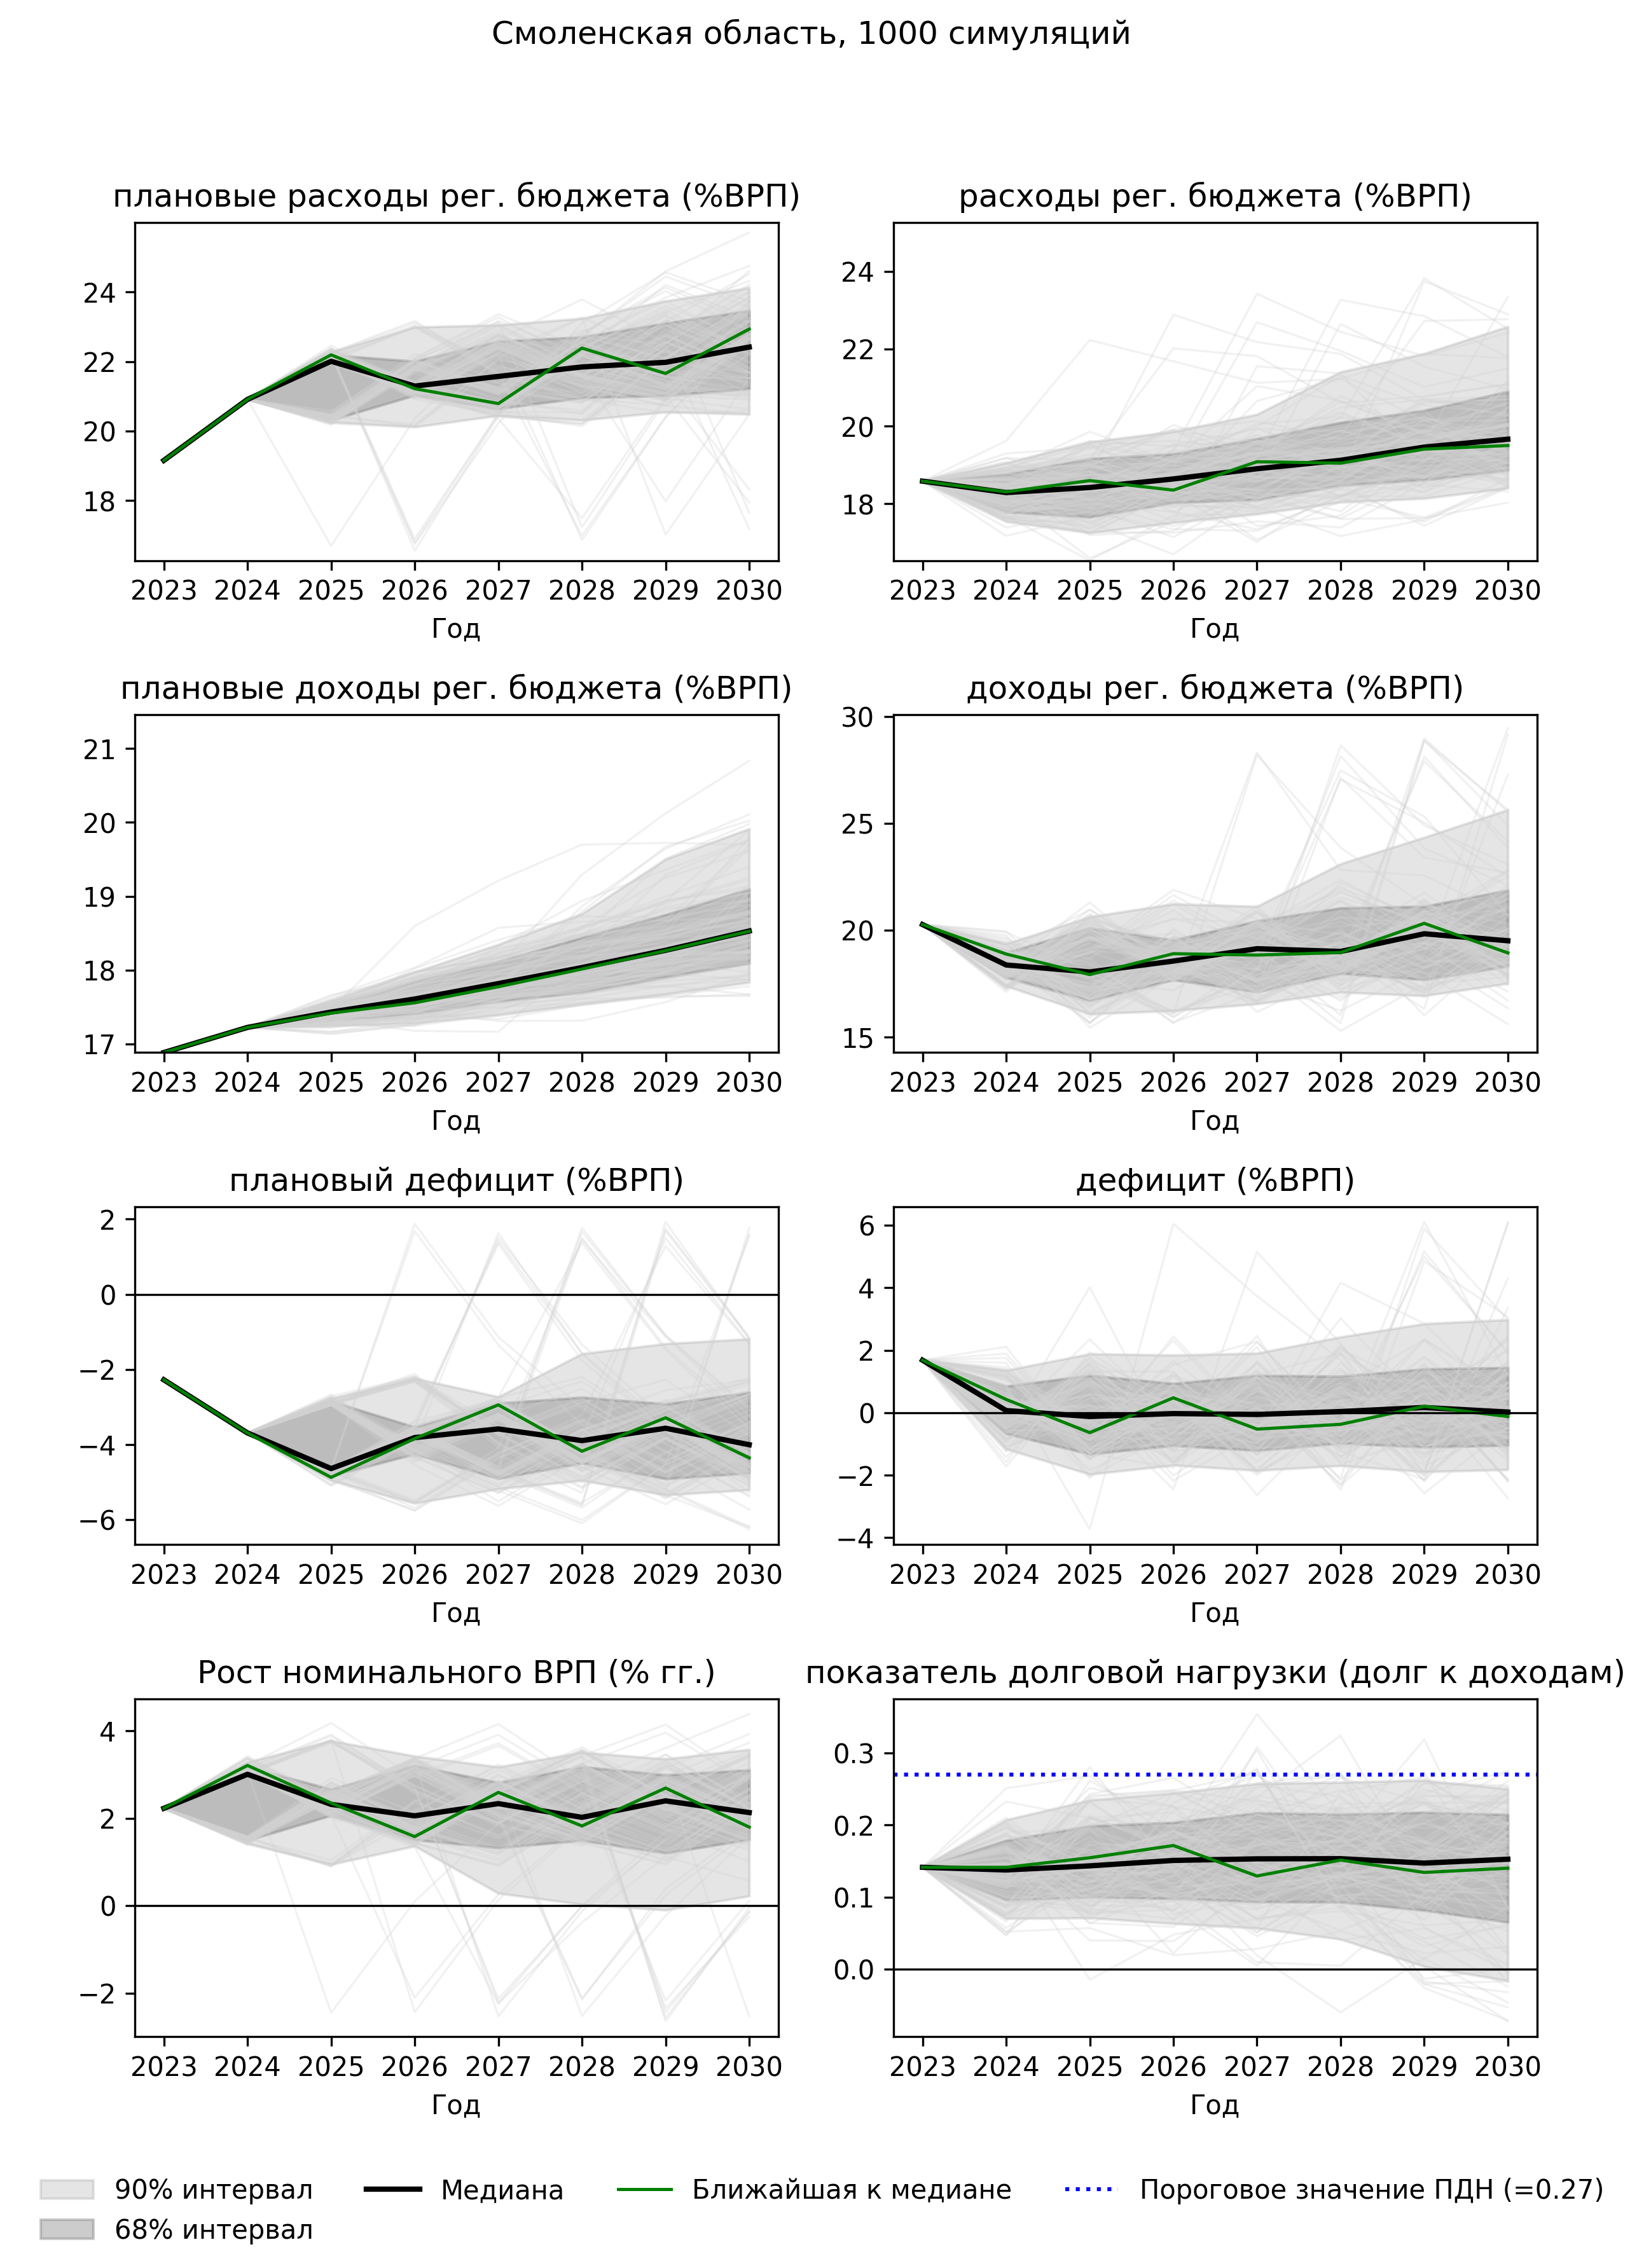 Смоленская область, 1000 симуляций
плановые расходы рег. бюджета (%ВРП)
24
22
20
18
2023 2024 2025 2026 2027 2028 2029 2030
Год
расходы рег. бюджета (%ВРП)
24
22
20
18
2023 2024 2025 2026 2027 2028 2029 2030
Год
плановые доходы рег. бюджета (%ВРП)
21
20
19
18
17
2023 2024 2025 2026 2027 2028 2029 2030
Год
доходы рег. бюджета (%ВРП)
30
25
20
15
2023 2024 2025 2026 2027 2028 2029 2030
Год
плановый дефицит (%ВРП)
2
0
−2
−4
−6
2023 2024 2025 2026 2027 2028 2029 2030
Год
дефицит (%ВРП)
6
4
2
0
−2
−4
2023 2024 2025 2026 2027 2028 2029 2030
Год
Рост номинального ВРП (% гг.)
4
2
0
−2
2023 2024 2025 2026 2027 2028 2029 2030
Год
показатель долговой нагрузки (долг к доходам)
0.3
0.2
0.1
0.0
2023 2024 2025 2026 2027 2028 2029 2030
Год
90% интервал
68% интервал
Медиана
Ближайшая к медиане
Пороговое значение ПДН (=0.27)